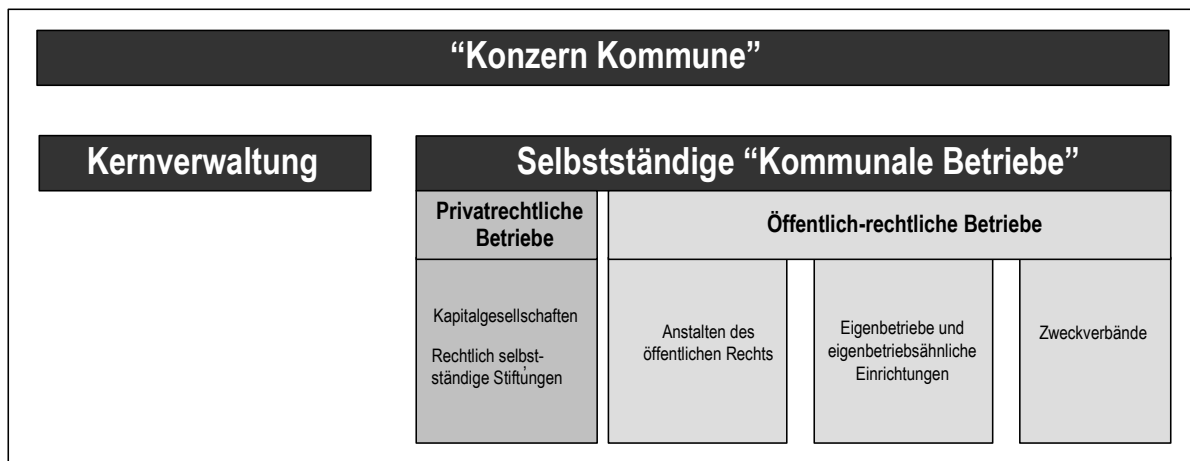 “Konzern Kommune”
Kernverwaltung
Selbstständige “Kommunale Betriebe”
Privatrechtliche
Betriebe
Öffentlich-rechtliche Betriebe
Kapitalgesellschaften
Rechtlich selbst-
ständige Stiftungen
Anstalten des
öffentlichen Rechts
Eigenbetriebe und
eigenbetriebsähnliche
Einrichtungen
Zweckverbände